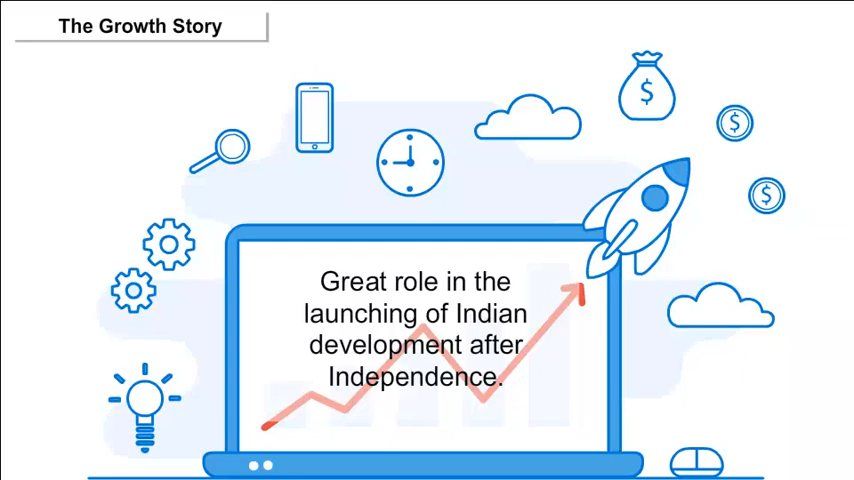 The Growth Story
$
$
$
Great role in the
launching of Indian
development after
Independence.